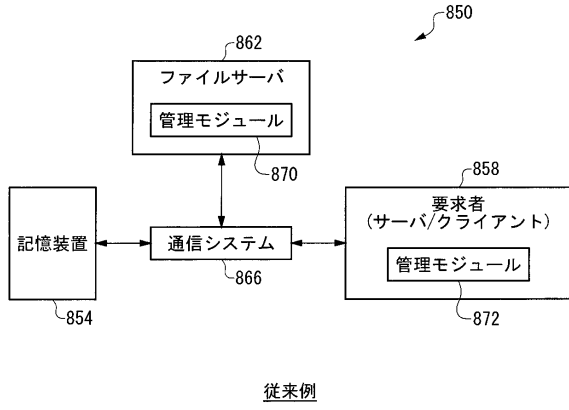 850
862
ファイルサーバ
管理モジュール
870
858
要求者
(サーバ/クライアント)
管理モジュール
872
記憶装置
854
通信システム
866
従来例